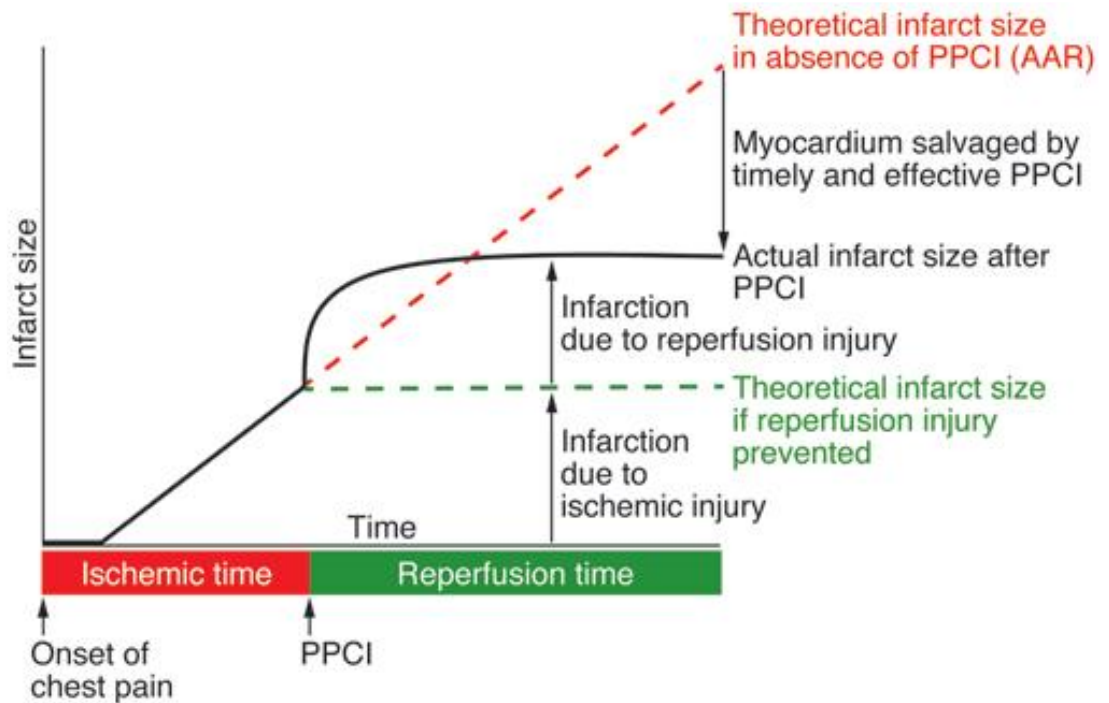 Theoretical infarct size
in absence of PPCI (AAR)
Myocardium salvaged by
timely and effective PPCI
Actual infarct size after
PPCI
Infarction
due to reperfusion injury
Theoretical infarct size
if reperfusion injury
prevented
Infarction
due to
ischemic injury
Infarct size
Time
Ischemic time
Reperfusion time
Onset of
chest pain
PPCI